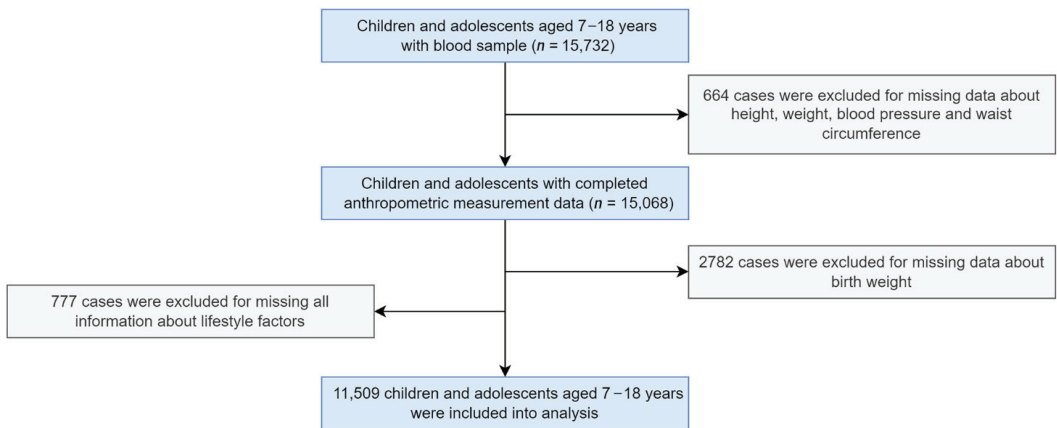 Children and adolescents aged 7–18 years
with blood sample (n = 15,732)
664 cases were excluded for missing data about
height, weight, blood pressure and waist
circumference
Children and adolescents with completed
anthropometric measurement data (n = 15,068)
2782 cases were excluded for missing data about
birth weight
777 cases were excluded for missing all
information about lifestyle factors
11,509 children and adolescents aged 7–18 years
were included into analysis